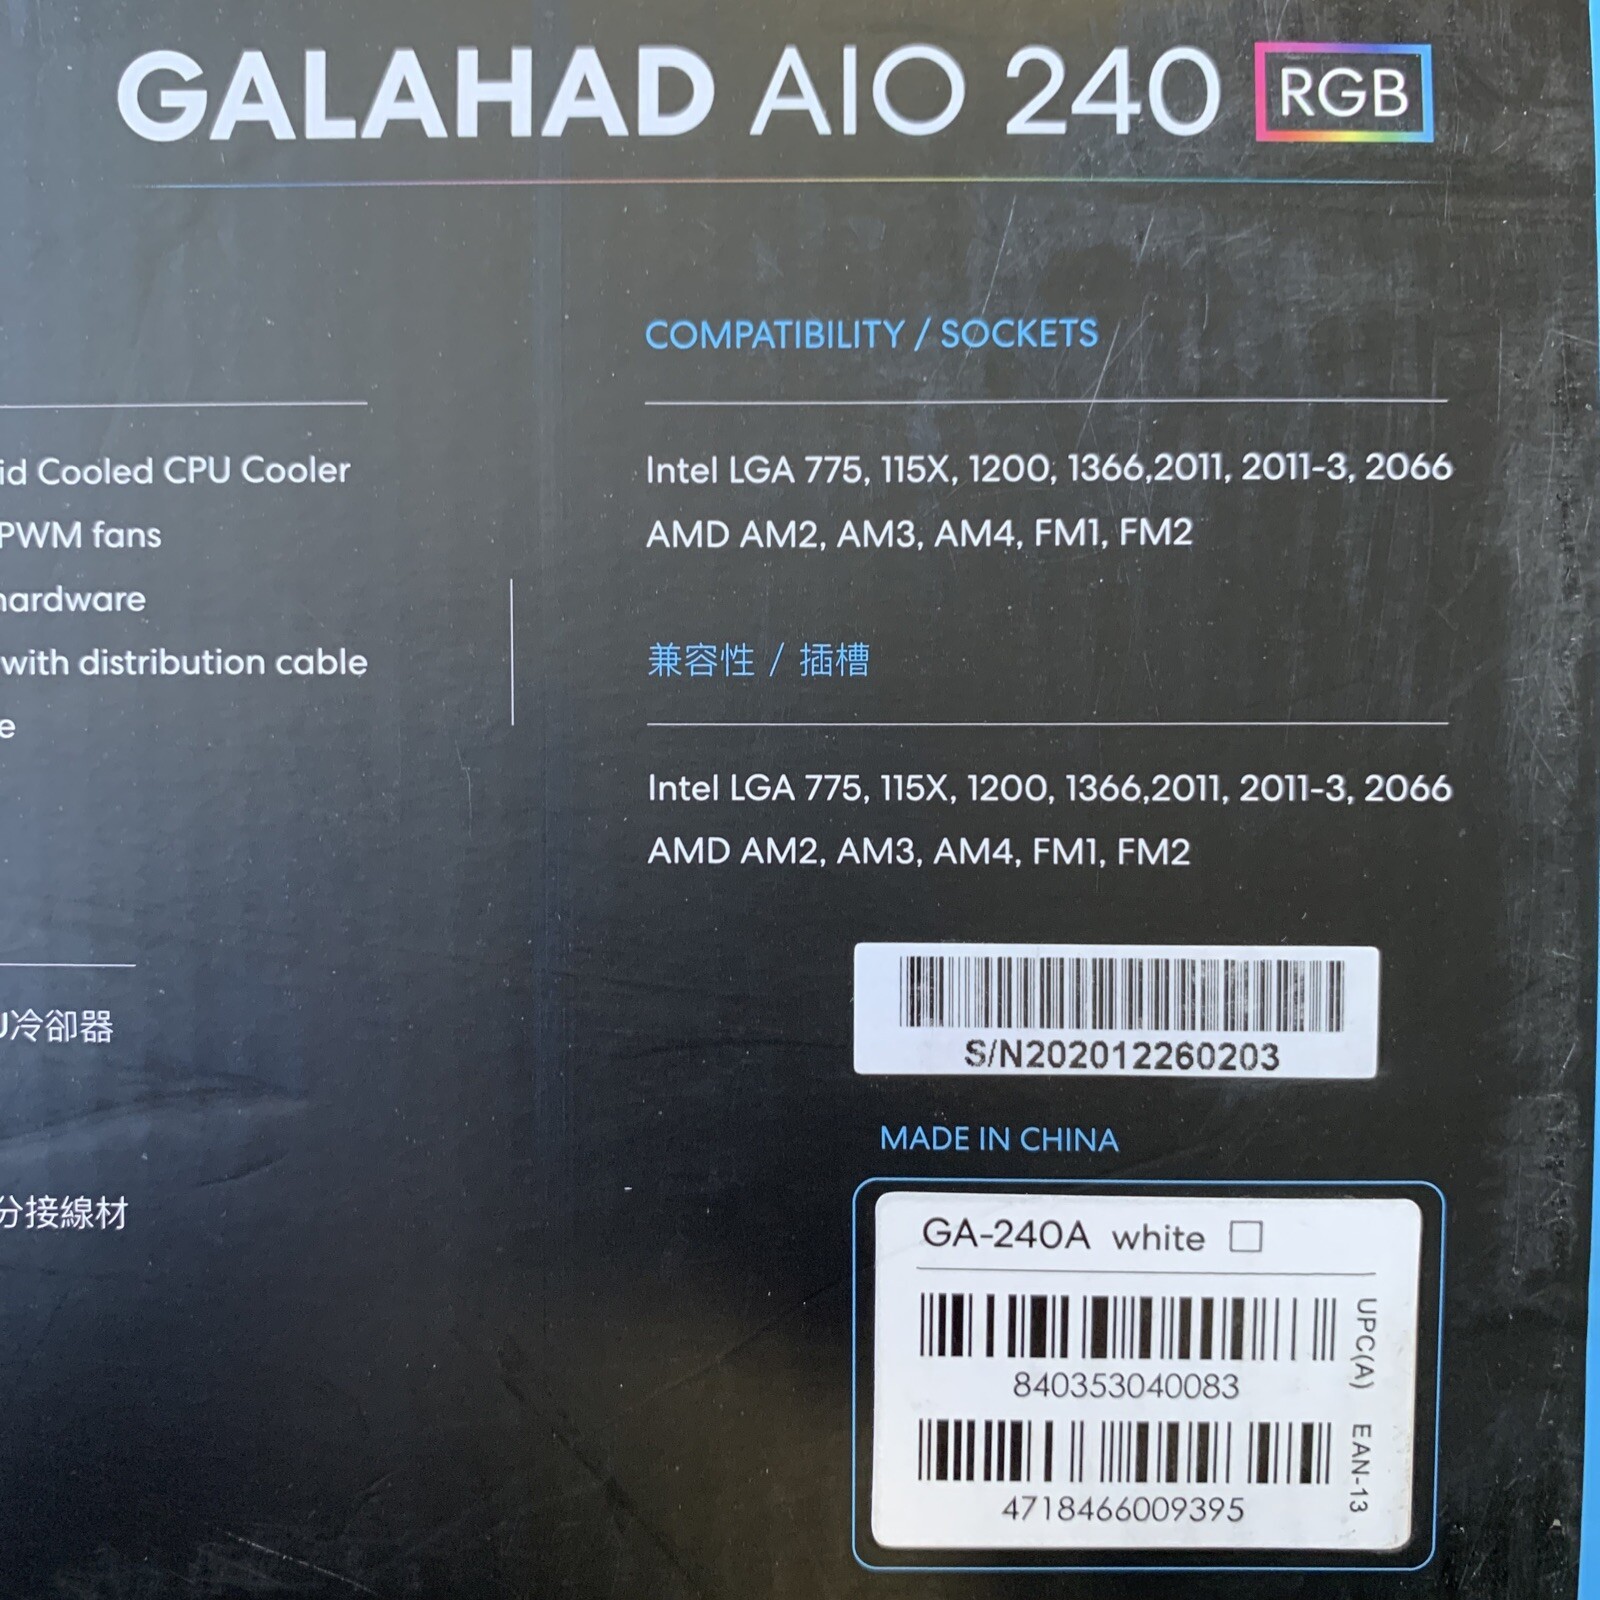 GALAHAD AIO 240 RGB
id Cooled CPU Cooler
PWM fans
hardware
with distribution cable
e
U冷卻器
分接線材
COMPATIBILITY / SOCKETS
Intel LGA 775, 115X, 1200, 1366,2011, 2011-3, 2066
AMD AM2, AM3, AM4, FM1, FM2
兼容性 / 插槽
Intel LGA 775, 115X, 1200, 1366,2011, 2011-3, 2066
AMD AM2, AM3, AM4, FM1, FM2
S/N202012260203
MADE IN CHINA
GA-240A white
UPC(A)
840353040083
EAN-13
4718466009395